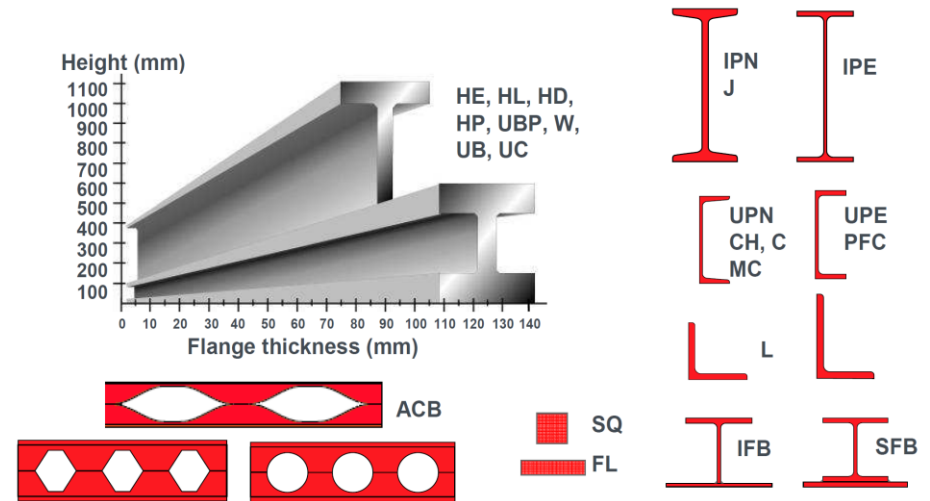 Height (mm)
1100
1000
900
800
700
600
500
400
300
200
100
0 10 20 30 40 50 60 70 80 90 100 110 120 130 140
Flange thickness (mm)
HE, HL, HD,
HP, UBP, W,
UB, UC
IPN
J
IPE
UPN
CH, C
MC
UPE
PFC
L
ACB
SQ
FL
IFB
SFB